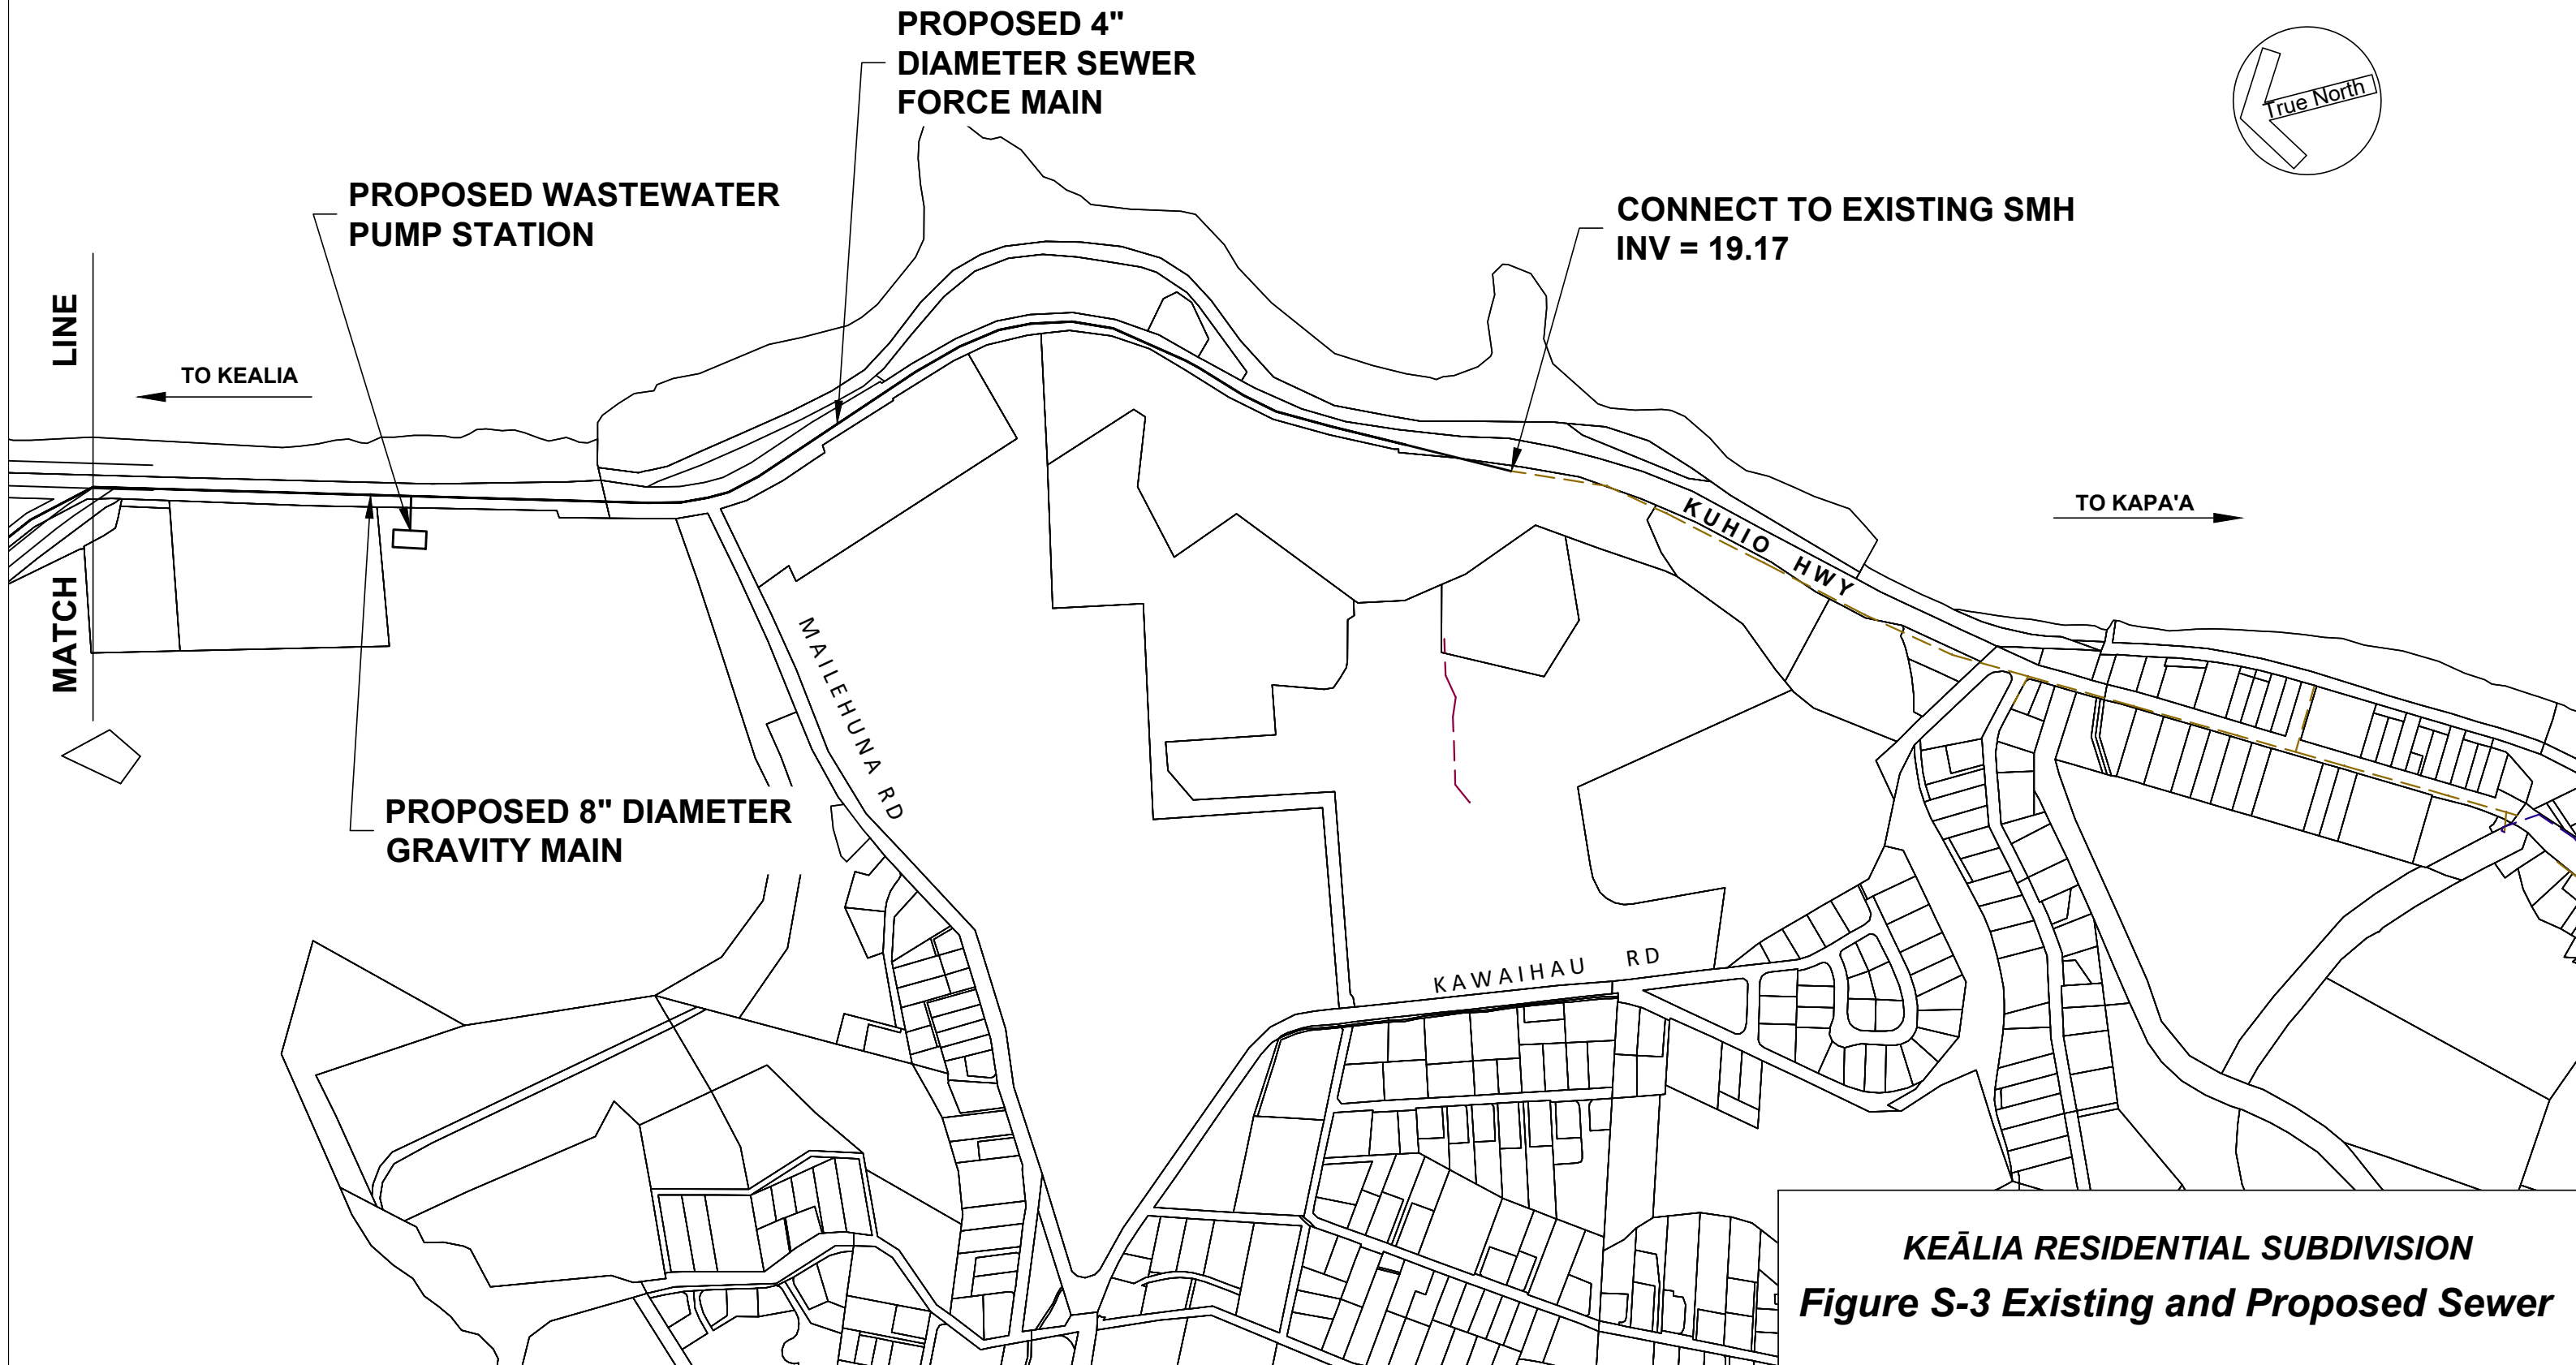 PROPOSED 4"
DIAMETER SEWER
FORCE MAIN
True North
PROPOSED WASTEWATER
PUMP STATION
CONNECT TO EXISTING SMH
INV = 19.17
MATCH LINE
TO KEALIA
TO KAPA'A
KUHIO HWY
MAILEHUNA RD
PROPOSED 8" DIAMETER
GRAVITY MAIN
KAWAIHAU RD
KEĀLIA RESIDENTIAL SUBDIVISION
Figure S-3 Existing and Proposed Sewer